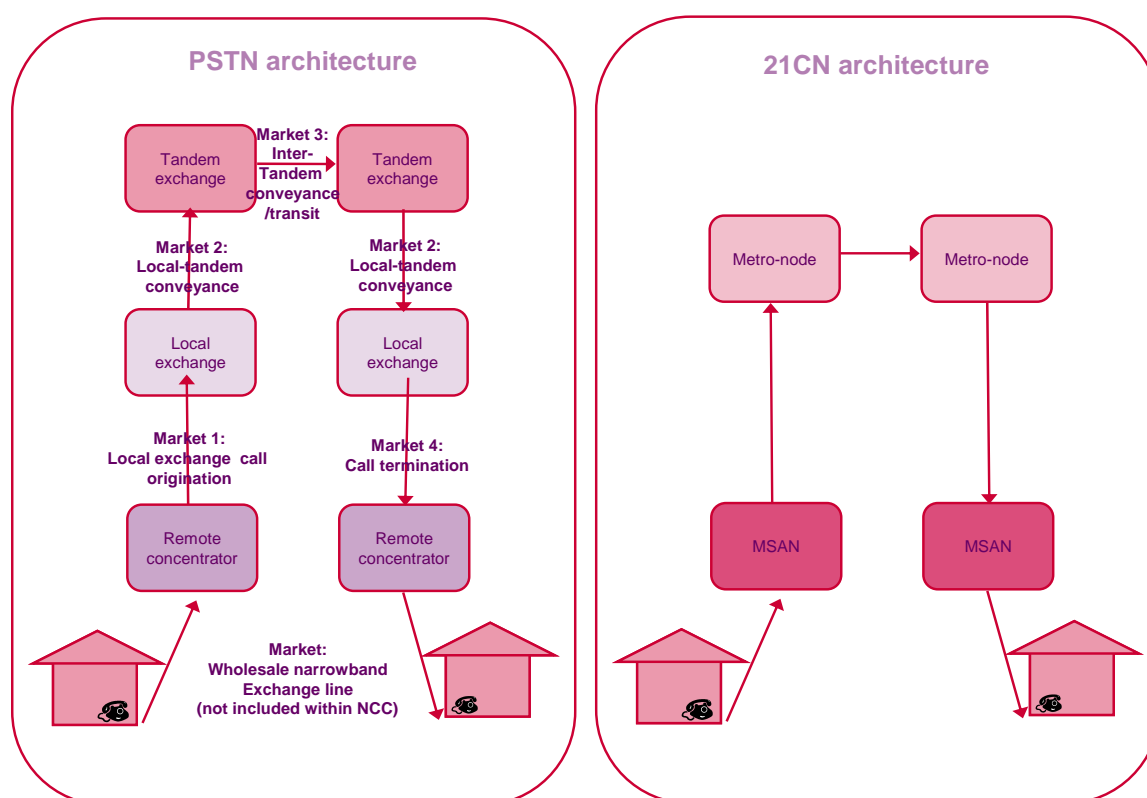 PSTN architecture
Tandem
exchange
Market 3:
Inter-
Tandem
conveyance
/transit
Tandem
exchange
Market 2:
Local-tandem
conveyance
Market 2:
Local-tandem
conveyance
Local
exchange
Local
exchange
Market 1:
Local exchange call
origination
Market 4:
Call termination
Remote
concentrator
Remote
concentrator
Market:
Wholesale narrowband
Exchange line
(not included within NCC)
21CN architecture
Metro-node
Metro-node
MSAN
MSAN